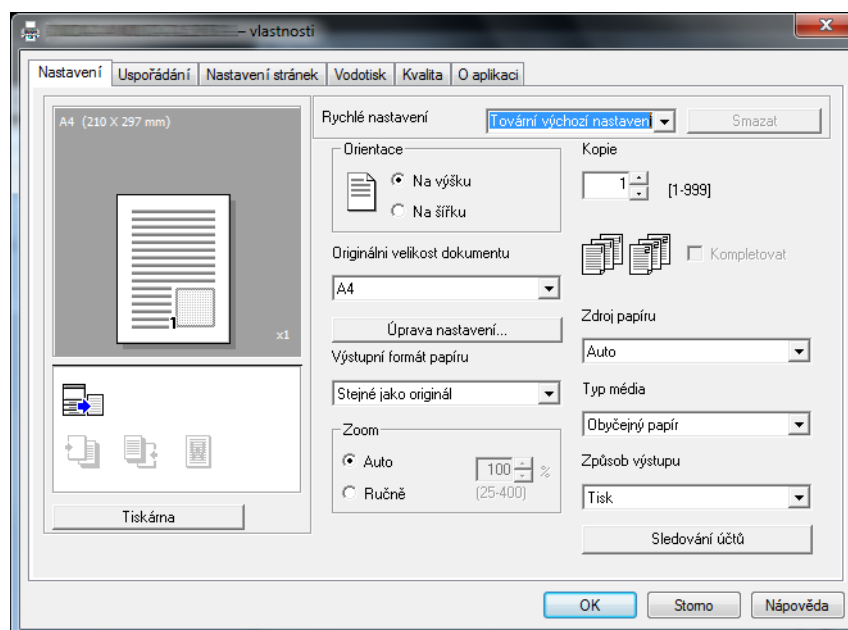 – vlastnosti
Nastavení Uspořádání Nastavení stránek Vodotisk Kvalita O aplikaci
A4 (210 X 297 mm)
1
x1
Tiskárna
Rychlé nastavení Tovární výchozí nastavení Smazat
Orientace
Na výšku
Na šířku
Originálni velikost dokumentu
A4
Úprava nastavení...
Výstupní formát papíru
Stejné jako originál
Zoom
Auto
Ručně
100 %
(25-400)
Kopie
1 [1-999]
Kompletovat
Zdroj papíru
Auto
Typ média
Obyčejný papír
Způsob výstupu
Tisk
Sledování účtů
OK Storno Nápověda